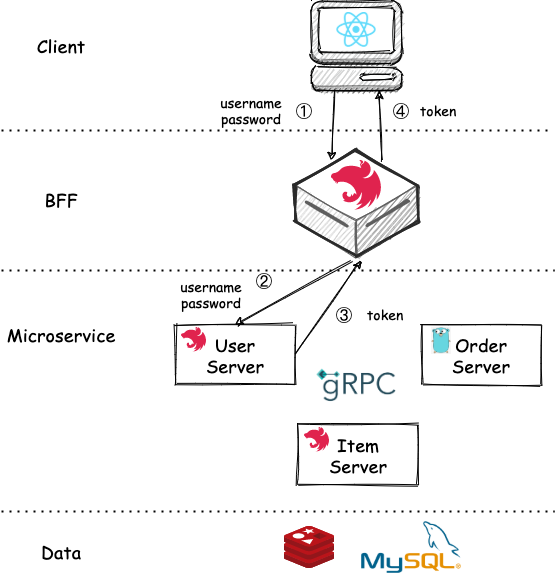 Client
username
password
①
④
token
BFF
②
username
password
③
token
Microservice
User
Server
Order
Server
gRPC
Item
Server
Data
MySQL®